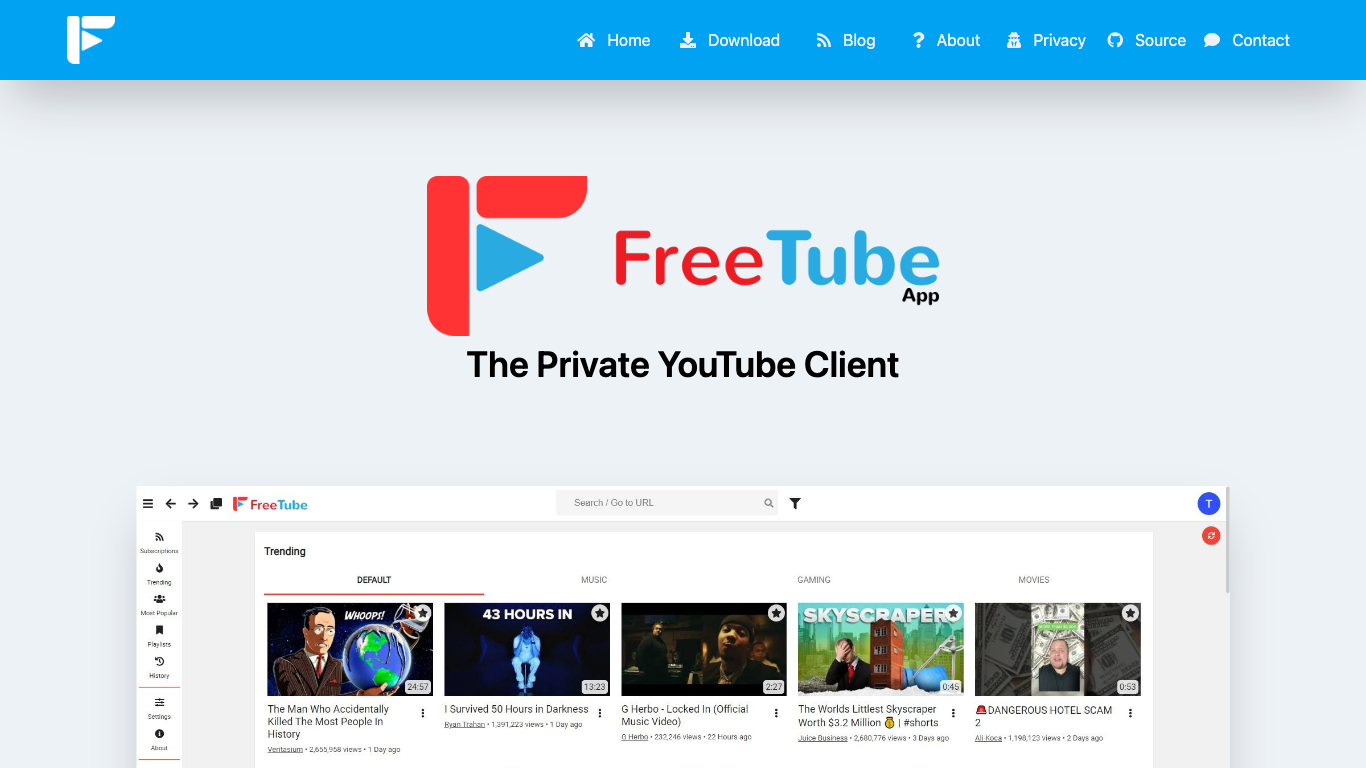 Home Download Blog About Privacy Source Contact
FreeTube
App
The Private YouTube Client
FreeTube
Search / Go to URL
T
Subscriptions
Trending
Most Popular
Playlists
History
Settings
About
Trending
DEFAULT MUSIC GAMING MOVIES
WHOOPS!
24:57
The Man Who Accidentally
Killed The Most People In
History
Veritasium • 2,655,958 views • 1 Day ago
43 HOURS IN
13:23
I Survived 50 Hours in Darkness
Ryan Trahan • 1,391,223 views • 1 Day ago
2:27
G Herbo - Locked In (Official
Music Video)
G Herbo • 232,246 views • 22 Hours ago
SKYSCRAPER
0:45
The Worlds Littlest Skyscraper
Worth $3.2 Million 💰 | #shorts
Juice Business • 2,680,776 views • 3 Days ago
0:53
🚨DANGEROUS HOTEL SCAM
2
Ali Koca • 1,198,123 views • 2 Days ago